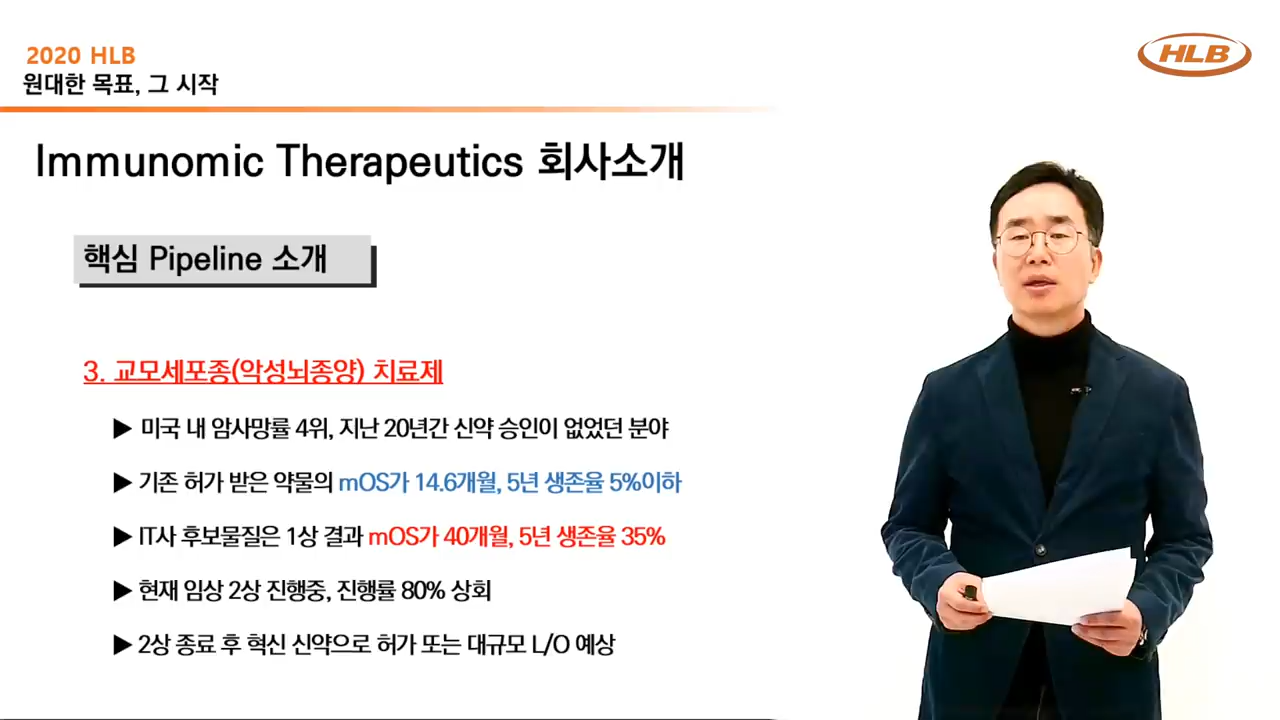 2020 HLB
원대한 목표, 그 시작
HLB
Immunomic Therapeutics 회사소개
핵심 Pipeline 소개
3. 교모세포종(악성뇌종양) 치료제
▶ 미국 내 암사망률 4위, 지난 20년간 신약 승인이 없었던 분야
▶ 기존 허가 받은 약물의 mOS가 14.6개월, 5년 생존율 5%이하
▶ IT사 후보물질은 1상 결과 mOS가 40개월, 5년 생존율 35%
▶ 현재 임상 2상 진행중, 진행률 80% 상회
▶ 2상 종료 후 혁신 신약으로 허가 또는 대규모 L/O 예상